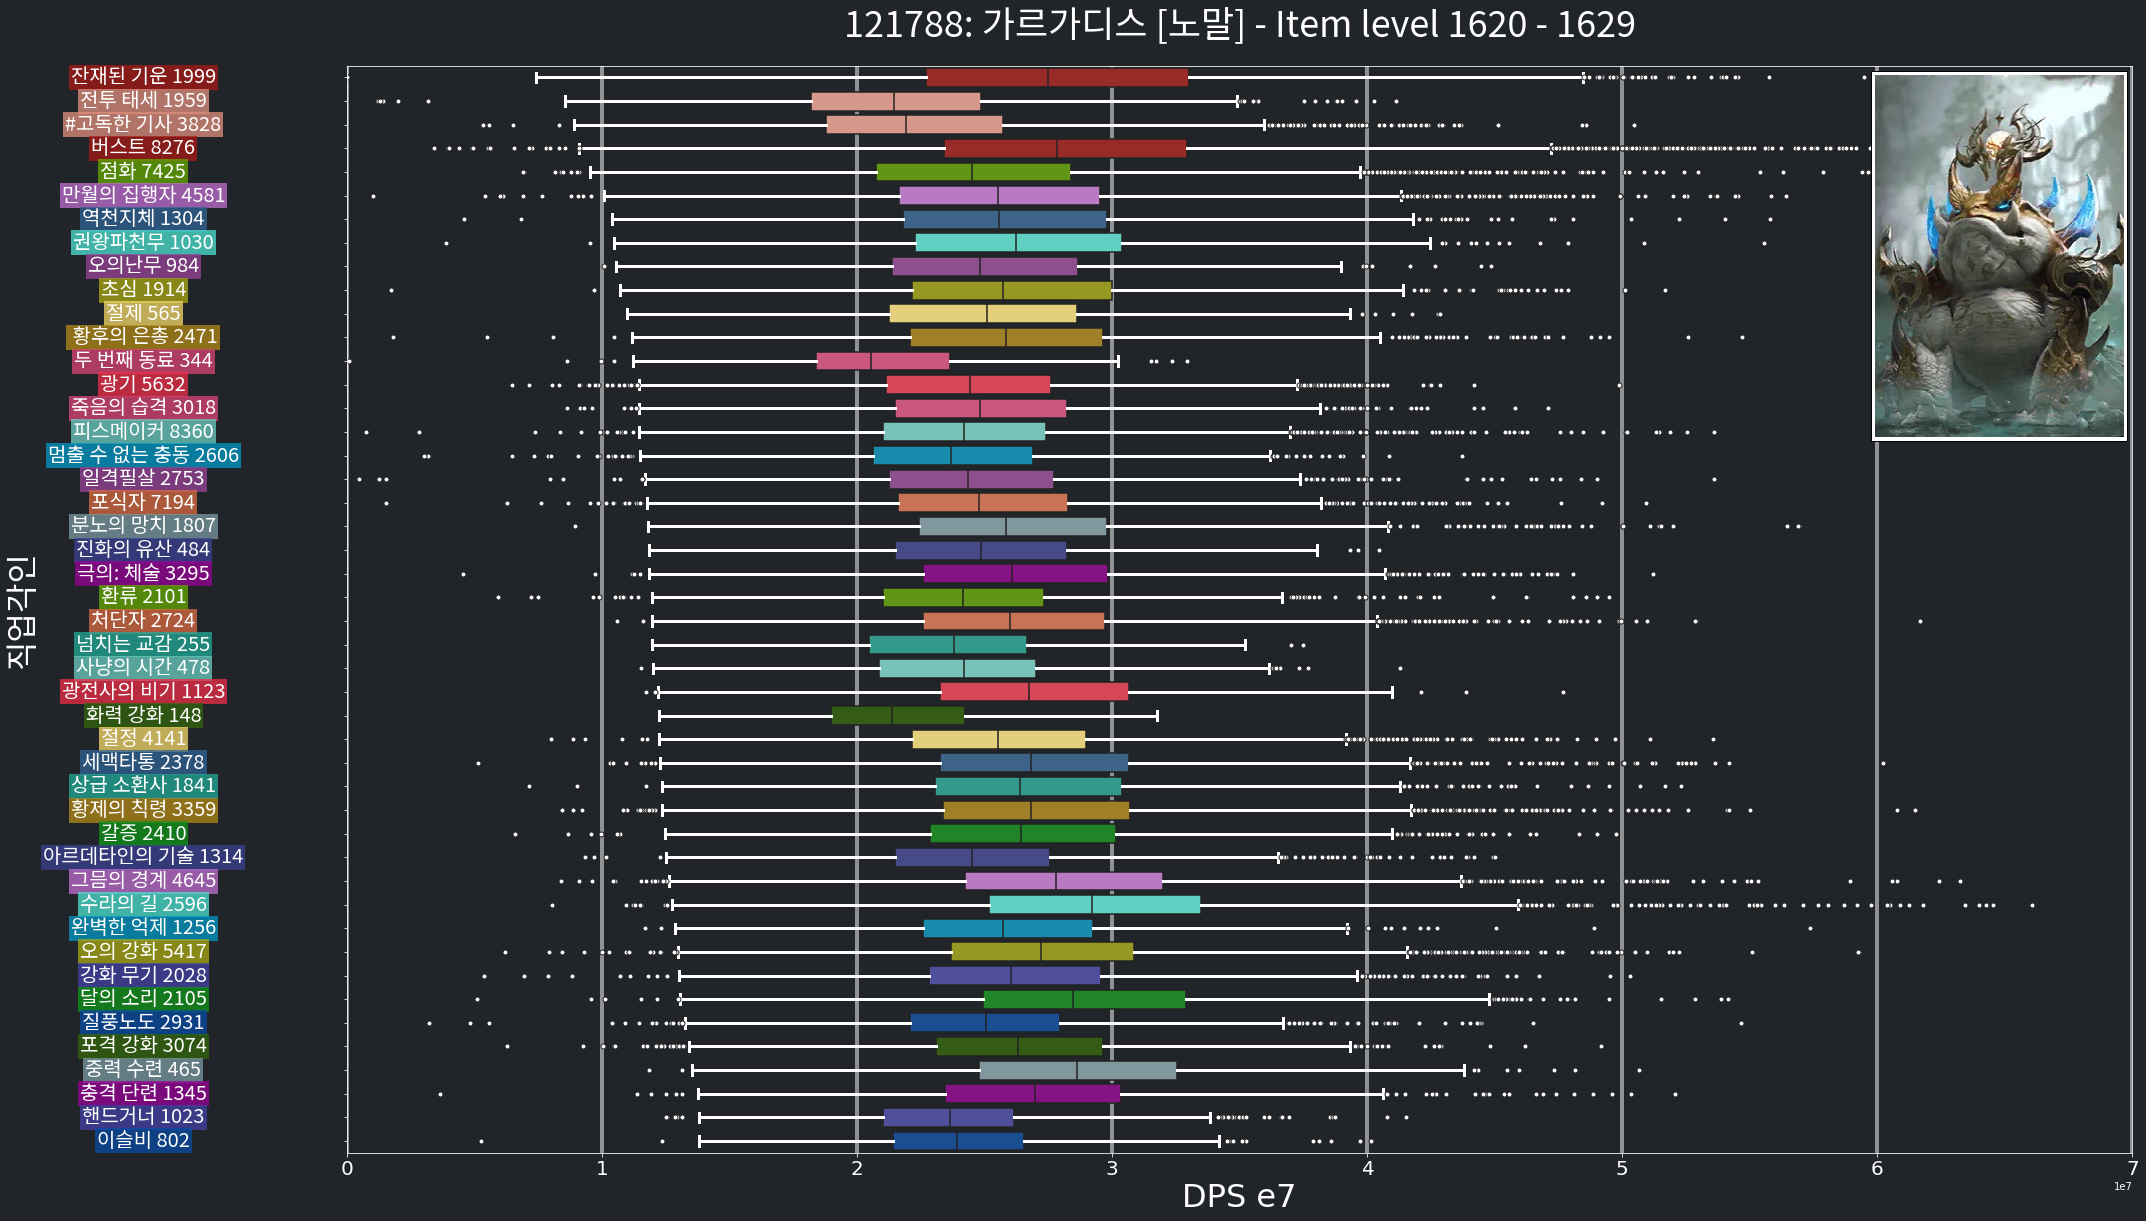 121788: 가르가디스 [노말] - Item level 1620 - 1629
직업각인
잔재된 기운 1999
전투 태세 1959
#고독한 기사 3828
버스트 8276
점화 7425
만월의 집행자 4581
역천지체 1304
권왕파천무 1030
오의난무 984
초심 1914
절제 565
황후의 은총 2471
두 번째 동료 344
광기 5632
죽음의 습격 3018
피스메이커 8360
멈출 수 없는 충동 2606
일격필살 2753
포식자 7194
분노의 망치 1807
진화의 유산 484
극의: 체술 3295
환류 2101
처단자 2724
넘치는 교감 255
사냥의 시간 478
광전사의 비기 1123
화력 강화 148
절정 4141
세맥타통 2378
상급 소환사 1841
황제의 칙령 3359
갈증 2410
아르데타인의 기술 1314
그믐의 경계 4645
수라의 길 2596
완벽한 억제 1256
오의 강화 5417
강화 무기 2028
달의 소리 2105
질풍노도 2931
포격 강화 3074
중력 수련 465
충격 단련 1345
핸드거너 1023
이슬비 802
0 1 2 3 4 5 6 7
DPS e7
1e7